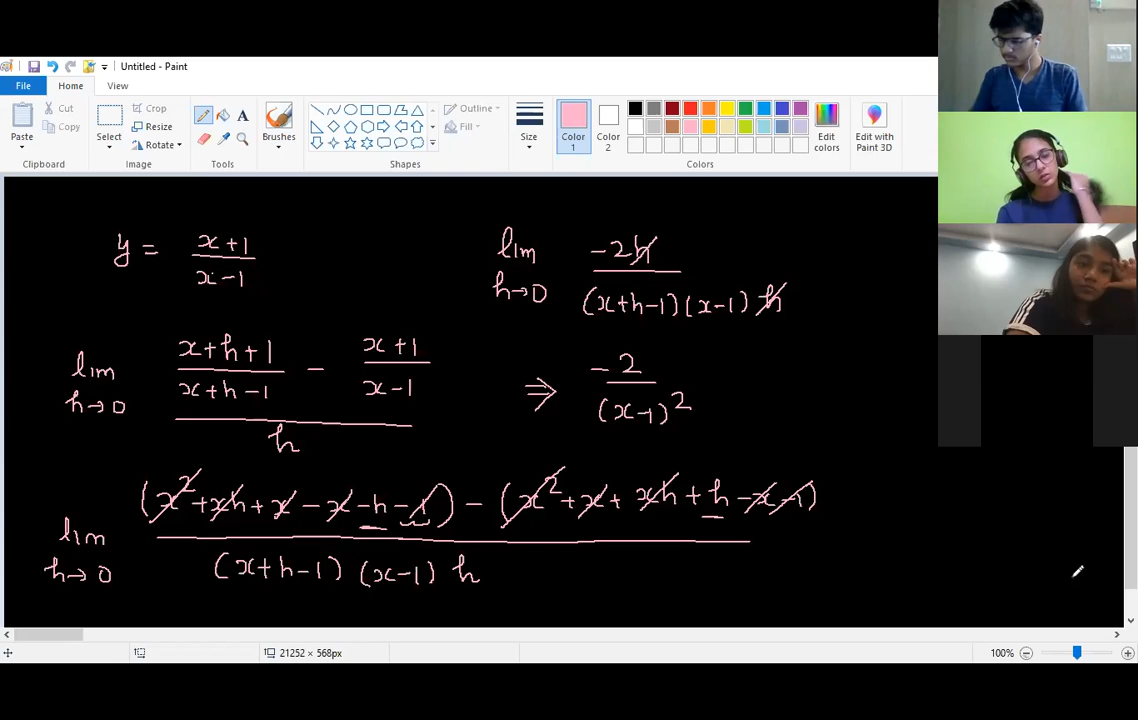 Untitled - Paint
File Home View
Paste
Cut
Copy
Clipboard
Select
Crop
Resize
Rotate
Image
A
Tools
Brushes
Shapes
Outline
Fill
Size
Color 1
Color 2
Colors
Edit colors
Edit with Paint 3D
y = (x+1)/(x-1)
lim h→0 ((x+h+1)/(x+h-1) - (x+1)/(x-1))/h
lim h→0 ((x²+xh+x-x-h-1) - (x²+x+xh+h-x-1))/((x+h-1)(x-1)h)
lim h→0 -2h/((x+h-1)(x-1)h)
⇒ -2/(x-1)²
21252 × 568px
100%